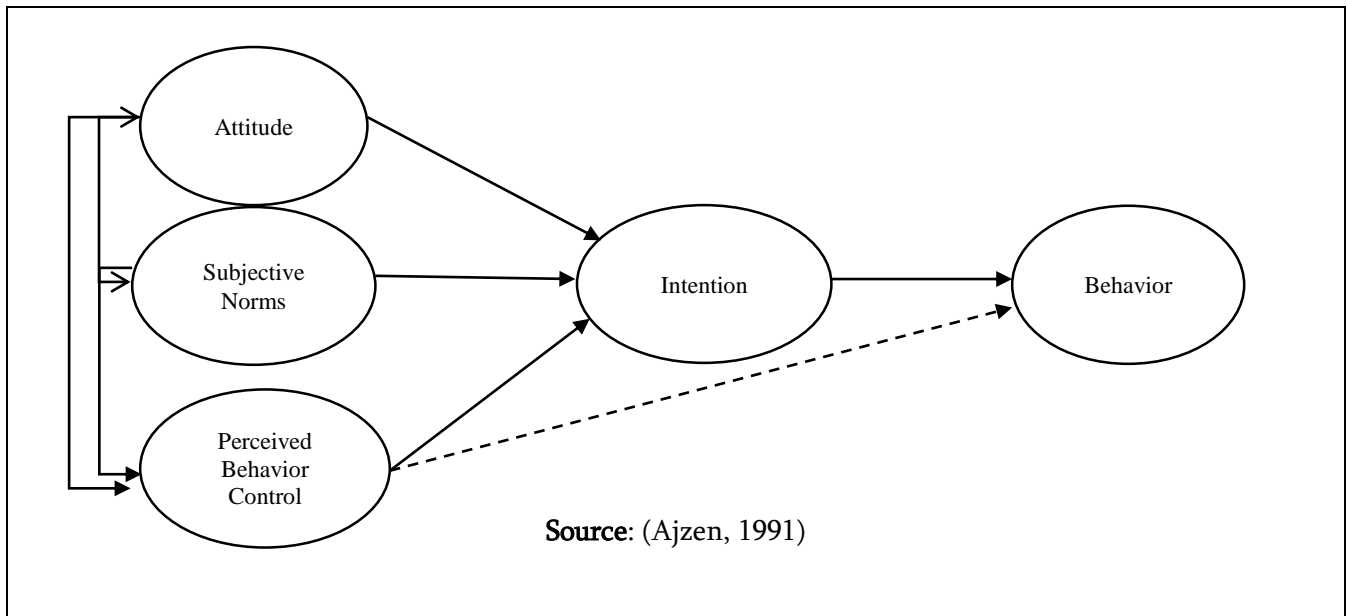 Attitude
Subjective
Norms
Perceived
Behavior
Control
Intention
Behavior
Source: (Ajzen, 1991)